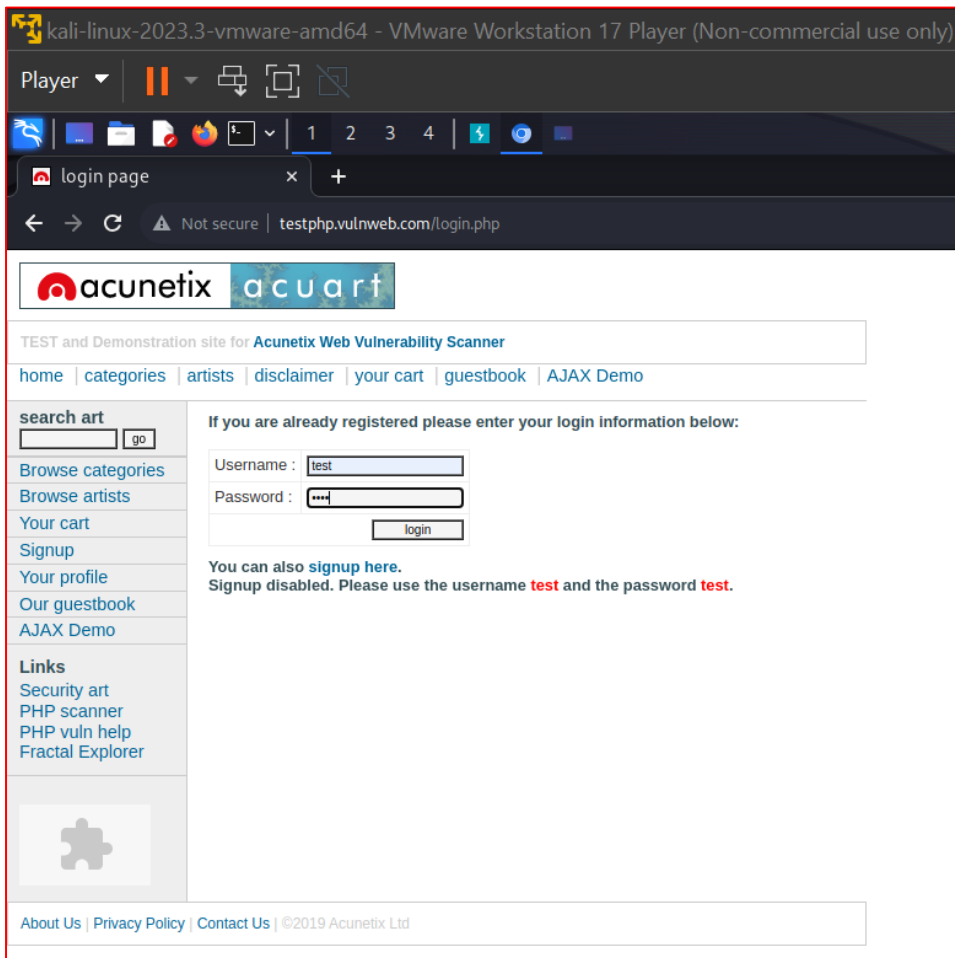 kali-linux-2023.3-vmware-amd64 - VMware Workstation 17 Player (Non-commercial use only)
Player
1 2 3 4
login page
Not secure | testphp.vulnweb.com/login.php
acunetix acuart
TEST and Demonstration site for Acunetix Web Vulnerability Scanner
home | categories | artists | disclaimer | your cart | guestbook | AJAX Demo
search art
go
Browse categories
Browse artists
Your cart
Signup
Your profile
Our guestbook
AJAX Demo
Links
Security art
PHP scanner
PHP vuln help
Fractal Explorer
If you are already registered please enter your login information below:
Username : test
Password : ••••
login
You can also signup here.
Signup disabled. Please use the username test and the password test.
About Us | Privacy Policy | Contact Us | ©2019 Acunetix Ltd